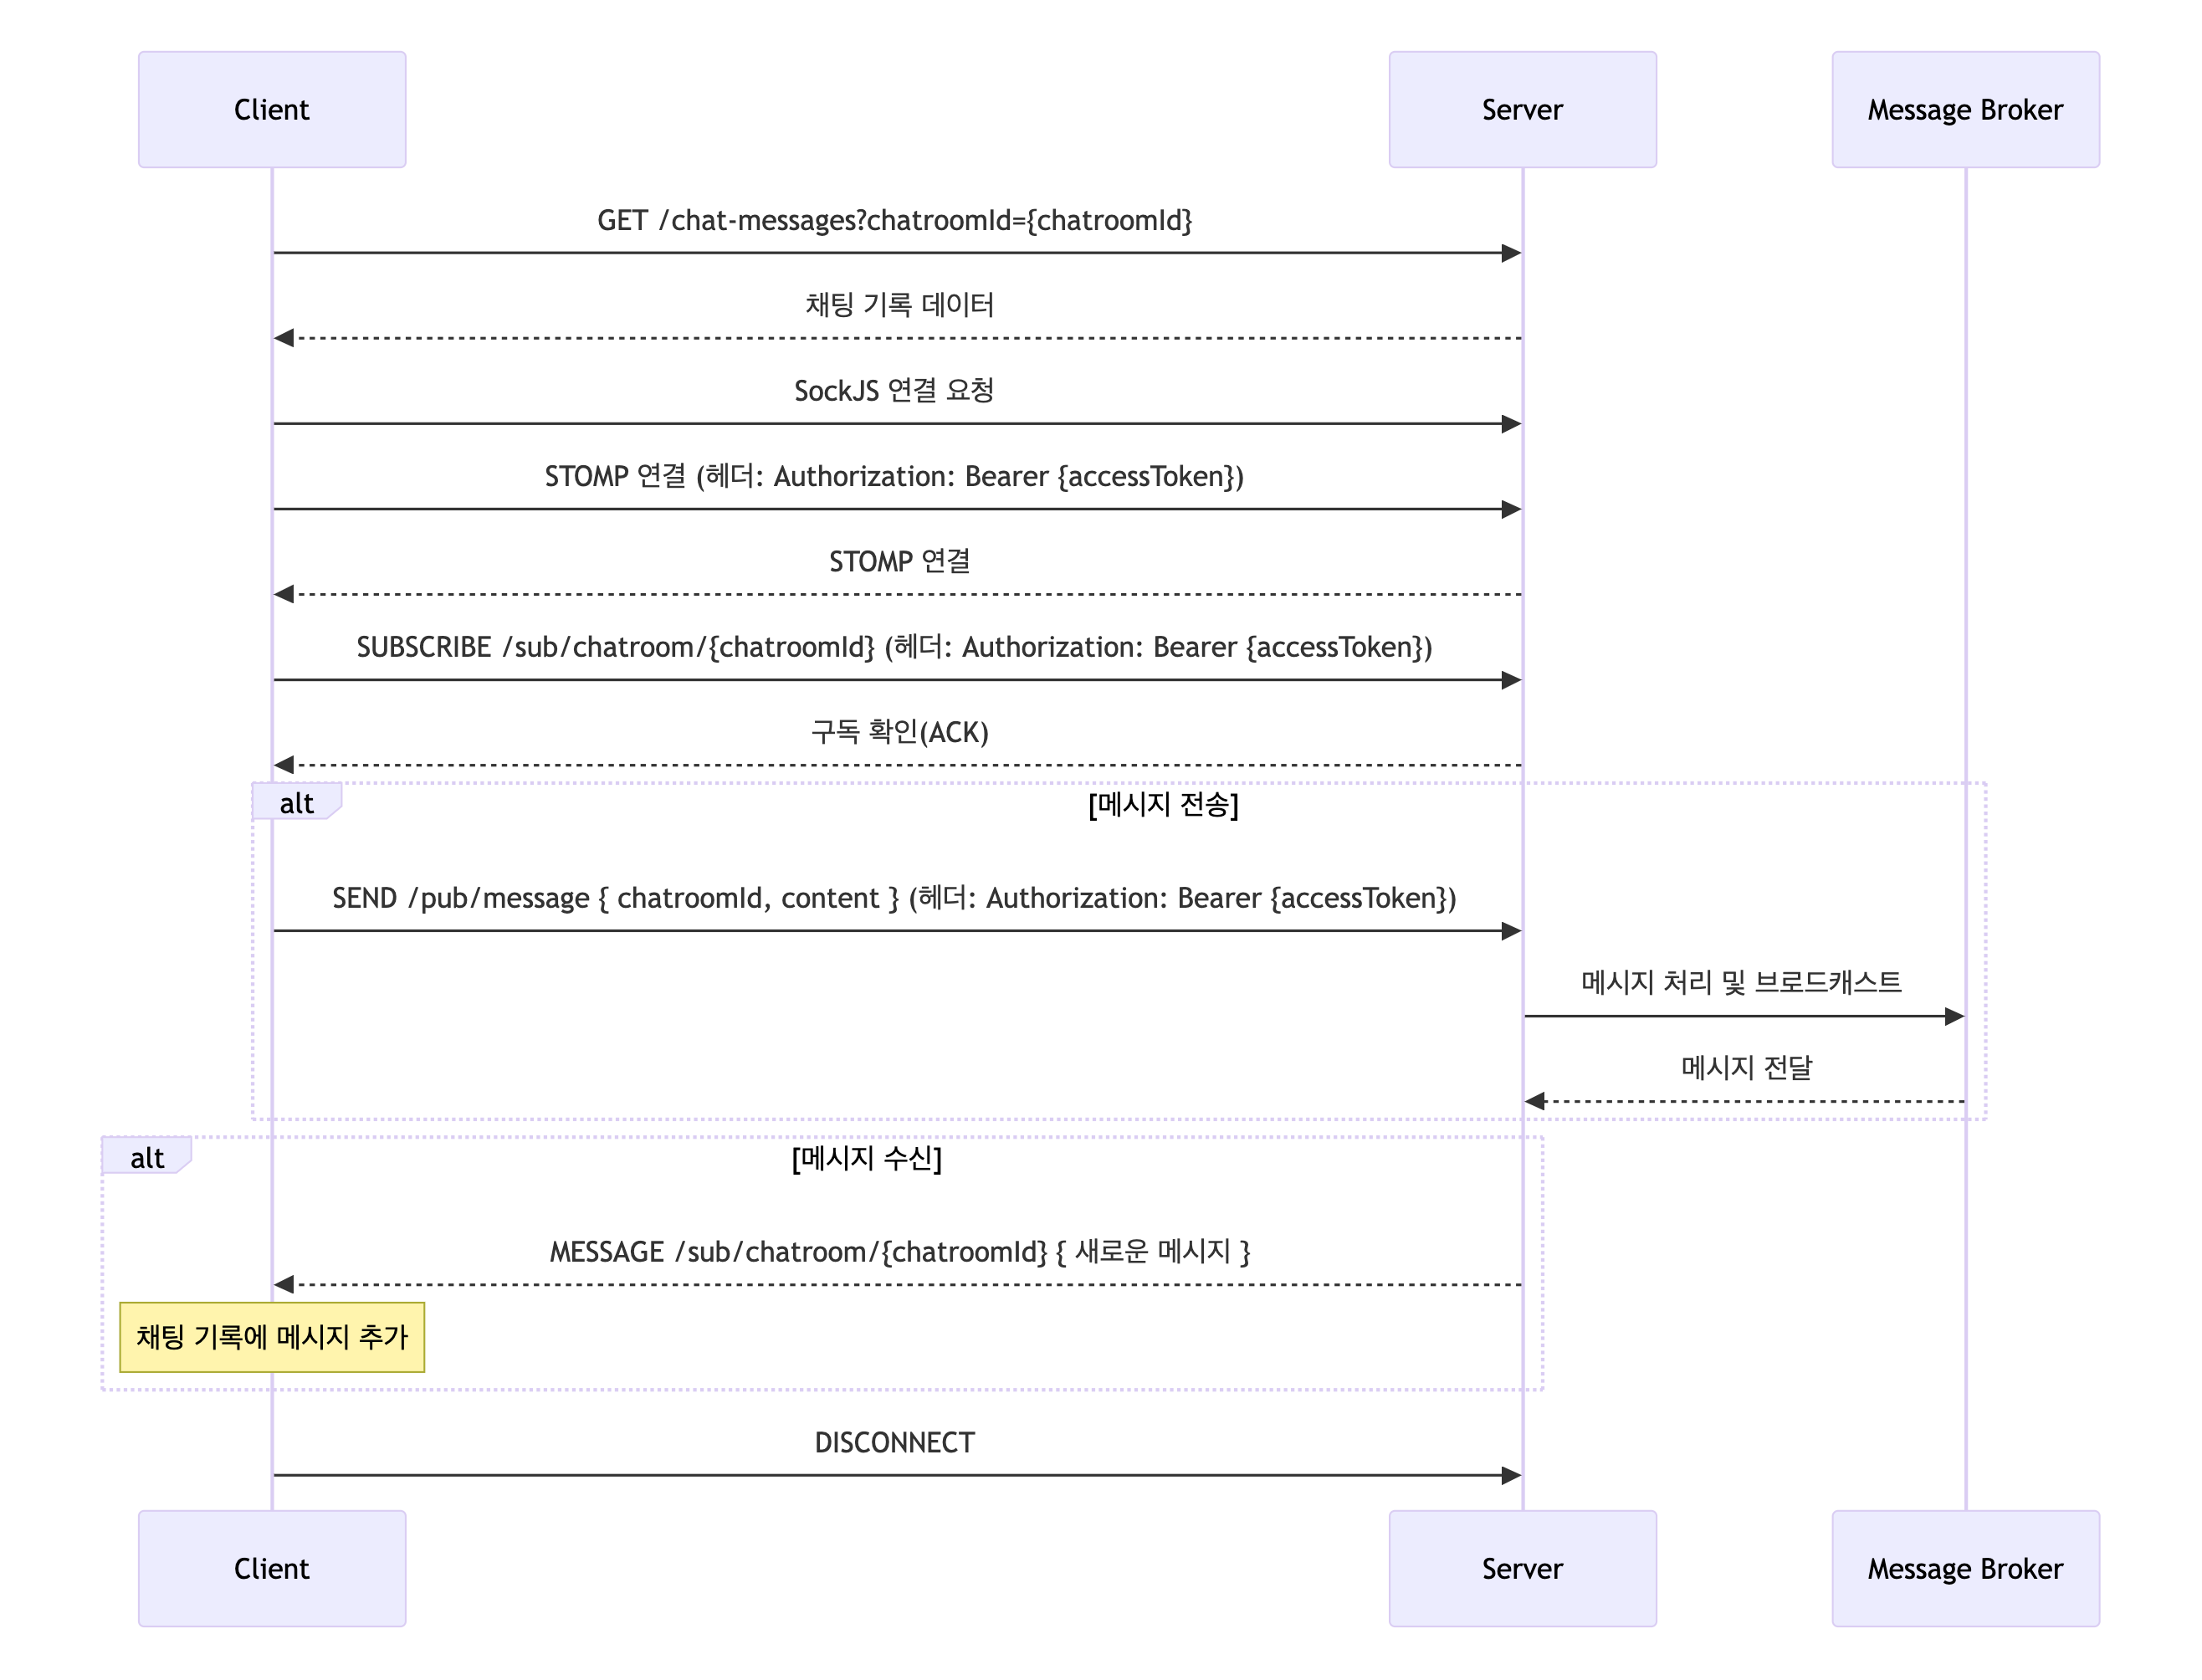 Client
Server
Message Broker
GET /chat-messages?chatroomId={chatroomId}
채팅 기록 데이터
SockJS 연결 요청
STOMP 연결 (헤더: Authorization: Bearer {accessToken})
STOMP 연결
SUBSCRIBE /sub/chatroom/{chatroomId} (헤더: Authorization: Bearer {accessToken})
구독 확인(ACK)
alt
[메시지 전송]
SEND /pub/message { chatroomId, content } (헤더: Authorization: Bearer {accessToken})
메시지 처리 및 브로드캐스트
메시지 전달
alt
[메시지 수신]
MESSAGE /sub/chatroom/{chatroomId} { 새로운 메시지 }
채팅 기록에 메시지 추가
DISCONNECT
Client
Server
Message Broker